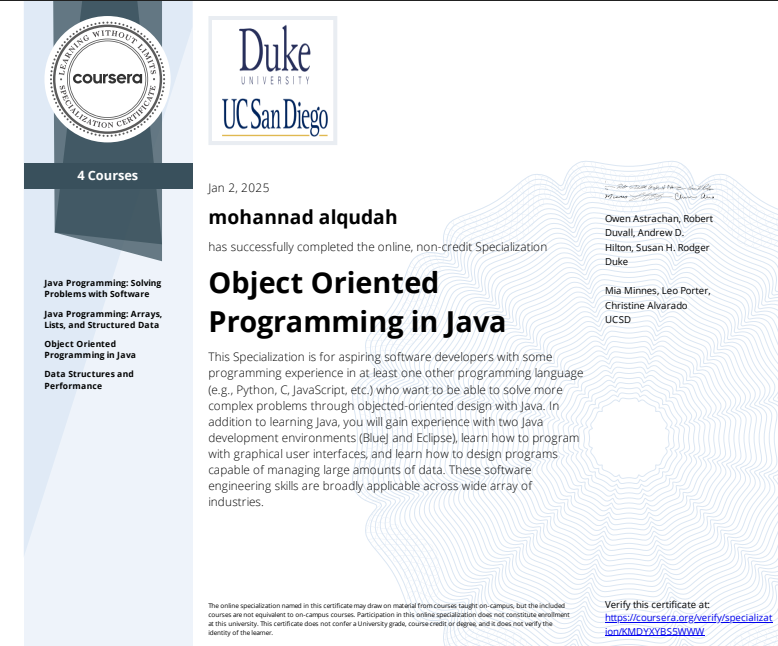 LEARNING WITHOUT LIMITS
coursera
SPECIALIZATION CERTIFICATE
4 Courses
Java Programming: Solving
Problems with Software
Java Programming: Arrays,
Lists, and Structured Data
Object Oriented
Programming in Java
Data Structures and
Performance
Duke
UNIVERSITY
UC San Diego
Jan 2, 2025
mohannad alqudah
has successfully completed the online, non-credit Specialization
Object Oriented
Programming in Java
This Specialization is for aspiring software developers with some
programming experience in at least one other programming language
(e.g., Python, C, JavaScript, etc.) who want to be able to solve more
complex problems through objected-oriented design with Java. In
addition to learning Java, you will gain experience with two Java
development environments (BlueJ and Eclipse), learn how to program
with graphical user interfaces, and learn how to design programs
capable of managing large amounts of data. These software
engineering skills are broadly applicable across wide array of
industries.
Owen Astrachan, Robert
Duvall, Andrew D.
Hilton, Susan H. Rodger
Duke
Mia Minnes, Leo Porter,
Christine Alvarado
UCSD
The online specialization named in this certificate may draw on material from courses taught on-campus, but the included
courses are not equivalent to on-campus courses. Participation in this online specialization does not constitute enrollment
at this university. This certificate does not confer a University grade, course credit or degree, and it does not verify the
identity of the learner.
Verify this certificate at:
https://coursera.org/verify/specializat
ion/KMDYXYBS5WWW